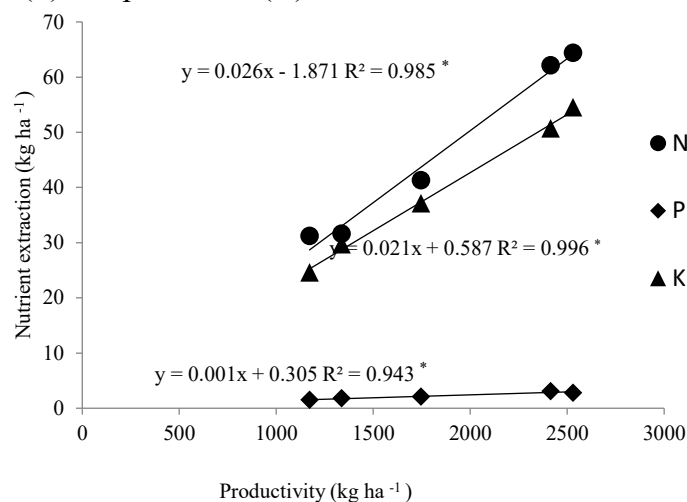 70
60
50
40
30
20
10
0
Nutrient extraction (kg ha -1)
y = 0.026x - 1.871 R² = 0.985 *
y = 0.021x + 0.587 R² = 0.996 *
y = 0.001x + 0.305 R² = 0.943 *
N
P
K
0 500 1000 1500 2000 2500 3000
Productivity (kg ha -1)